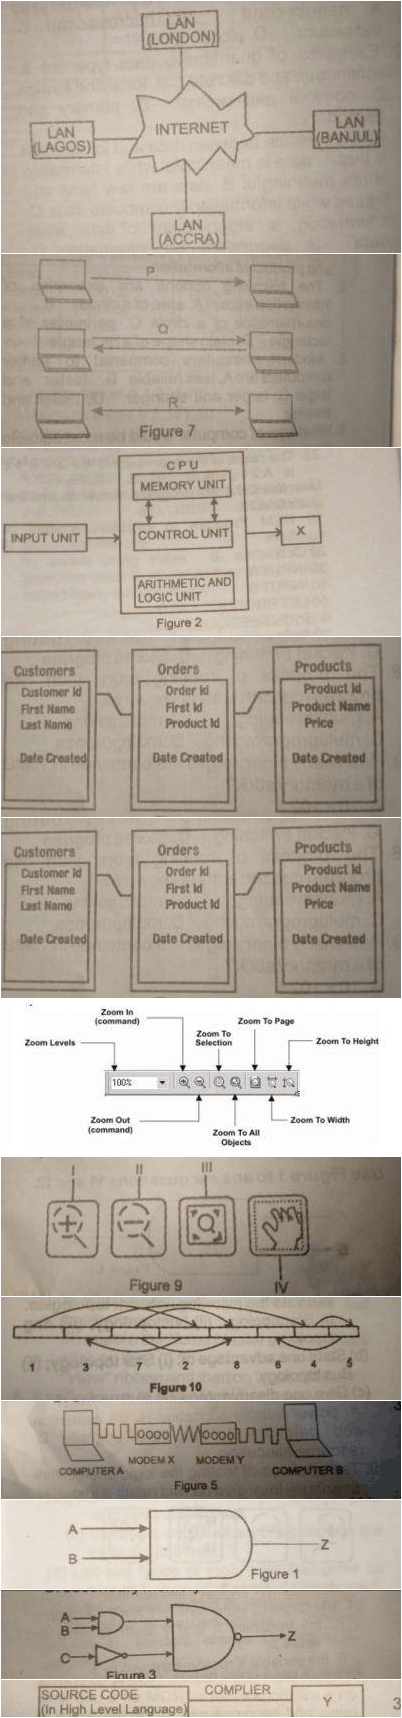 LAN
(LONDON)
INTERNET
LAN
(LAGOS)
LAN
(BANJUL)
LAN
(ACCRA)
P
Q
R
Figure 7
CPU
MEMORY UNIT
INPUT UNIT
CONTROL UNIT
X
ARITHMETIC AND
LOGIC UNIT
Figure 2
Customers
Customer Id
First Name
Last Name
Date Created
Orders
Order Id
First Id
Product Id
Date Created
Products
Product Id
Product Name
Price
Date Created
Customers
Customer Id
First Name
Last Name
Date Created
Orders
Order Id
First Id
Product Id
Date Created
Products
Product Id
Product Name
Price
Date Created
Zoom Levels
Zoom In
(command)
Zoom To
Selection
Zoom To Page
Zoom To Height
100%
Zoom Out
(command)
Zoom To All
Objects
Zoom To Width
I
II
III
IV
Figure 9
1 3 7 2 8 6 4 5
Figure 10
COMPUTER A
MODEM X
MODEM Y
COMPUTER B
Figure 5
A
B
Z
Figure 1
A
B
C
Z
Figure 3
SOURCE CODE
(In High Level Language)
COMPLIER
Y
3